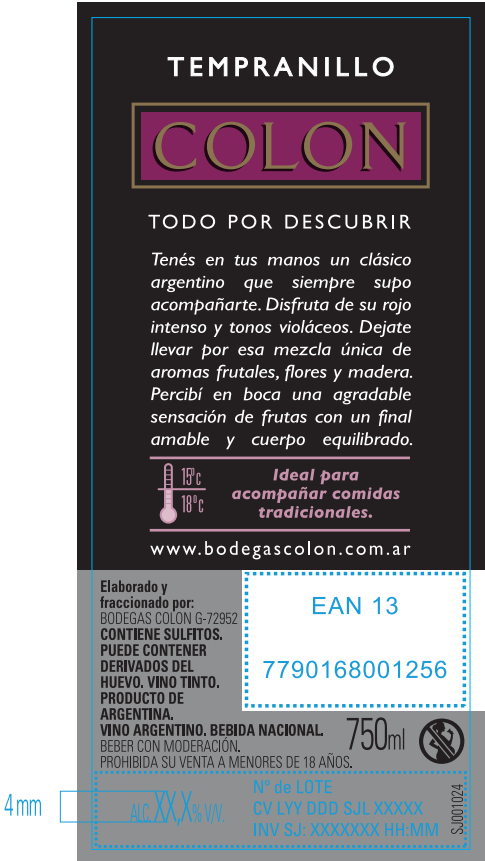 TEMPRANILLO
COLON
TODO POR DESCUBRIR
Tenés en tus manos un clásico
argentino que siempre supo
acompañarte. Disfruta de su rojo
intenso y tonos violáceos. Dejate
llevar por esa mezcla única de
aromas frutales, flores y madera.
Percibí en boca una agradable
sensación de frutas con un final
amable y cuerpo equilibrado.
15ºc
18ºc
Ideal para
acompañar comidas
tradicionales.
www.bodegascolon.com.ar
Elaborado y
fraccionado por:
BODEGAS COLON G-72952
CONTIENE SULFITOS.
PUEDE CONTENER
DERIVADOS DEL
HUEVO. VINO TINTO.
PRODUCTO DE
ARGENTINA.
VINO ARGENTINO. BEBIDA NACIONAL.
BEBER CON MODERACIÓN.
PROHIBIDA SU VENTA A MENORES DE 18 AÑOS.
EAN 13
7790168001256
750ml
4mm
ALC. XX,X% V/V.
Nº de LOTE
CV LYY DDD SJL XXXXX
INV SJ: XXXXXXX HH:MM
SJ001024